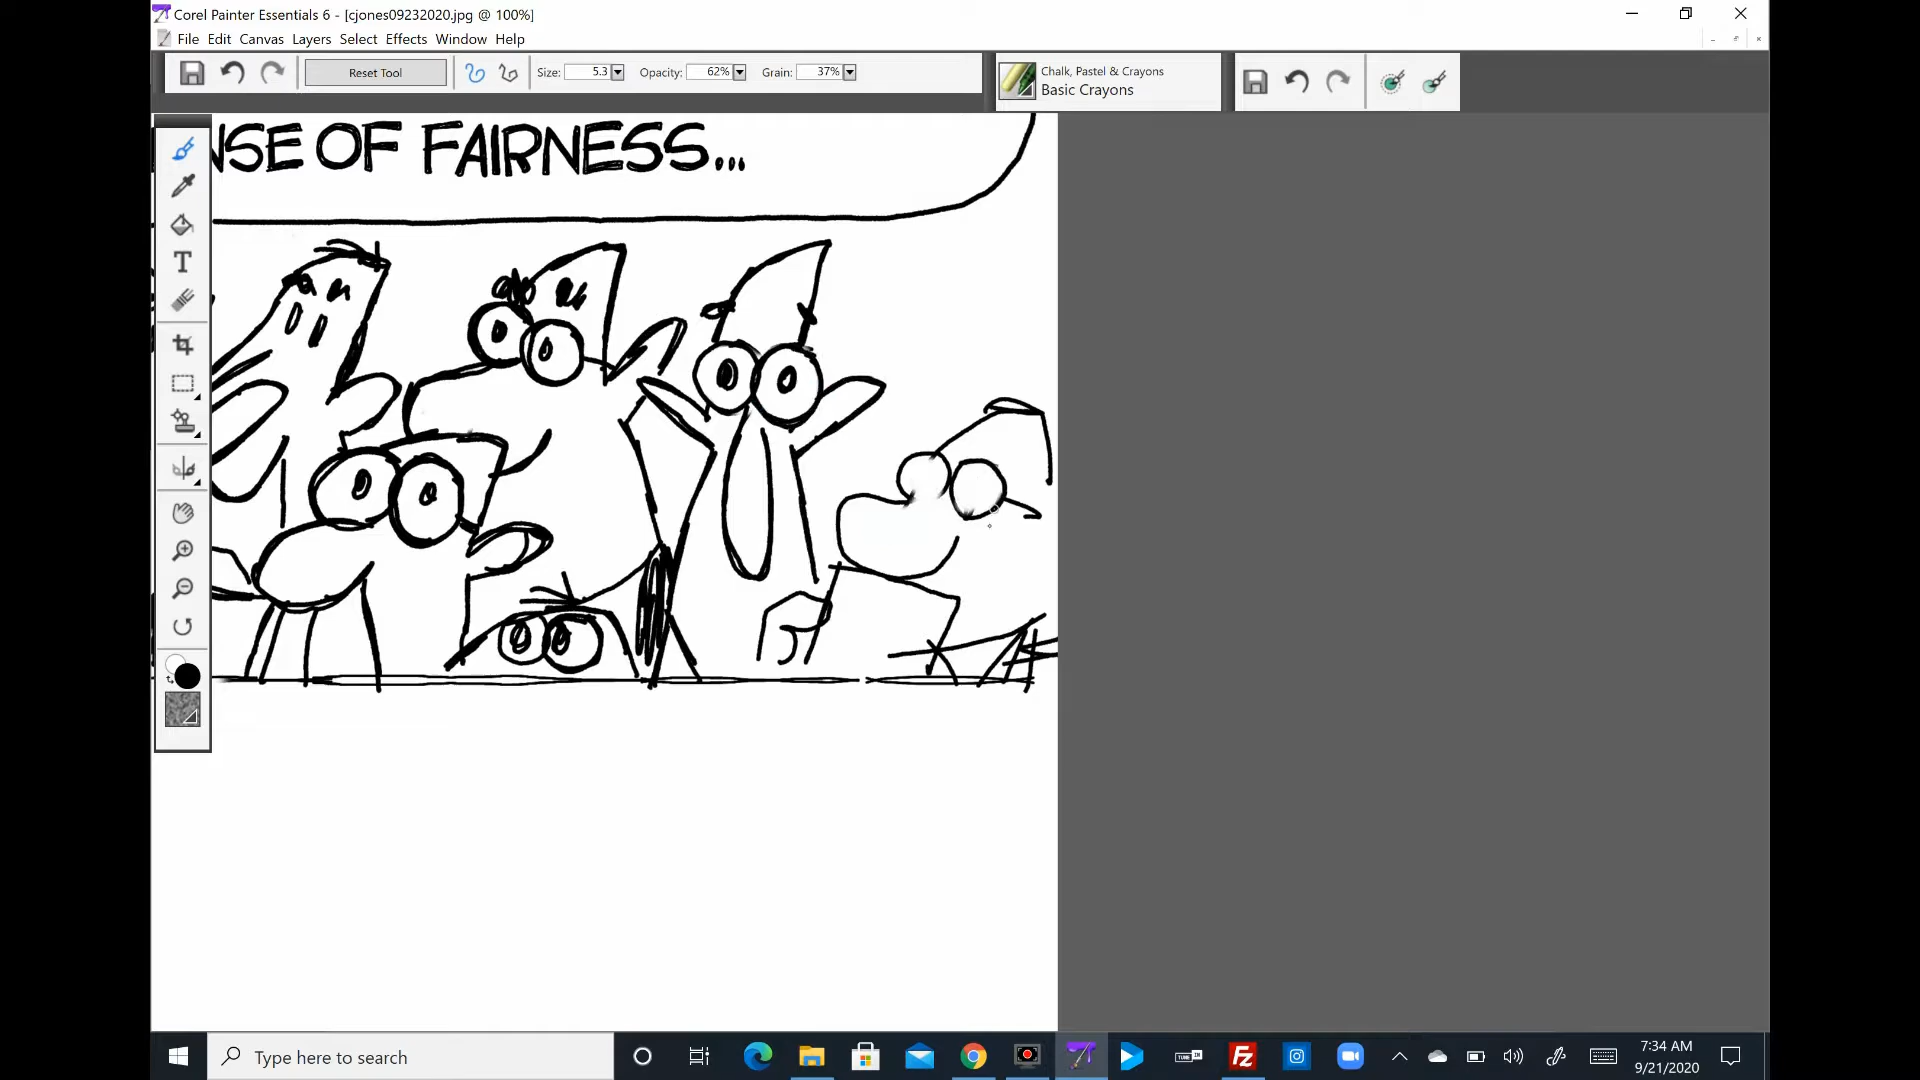 Corel Painter Essentials 6 - [cjones09232020.jpg @ 100%]
File Edit Canvas Layers Select Effects Window Help
Reset Tool Size: 5.3 Opacity: 62% Grain: 37%
Chalk, Pastel & Crayons
Basic Crayons
NSE OF FAIRNESS...
T
Type here to search
Fz
7:34 AM
9/21/2020